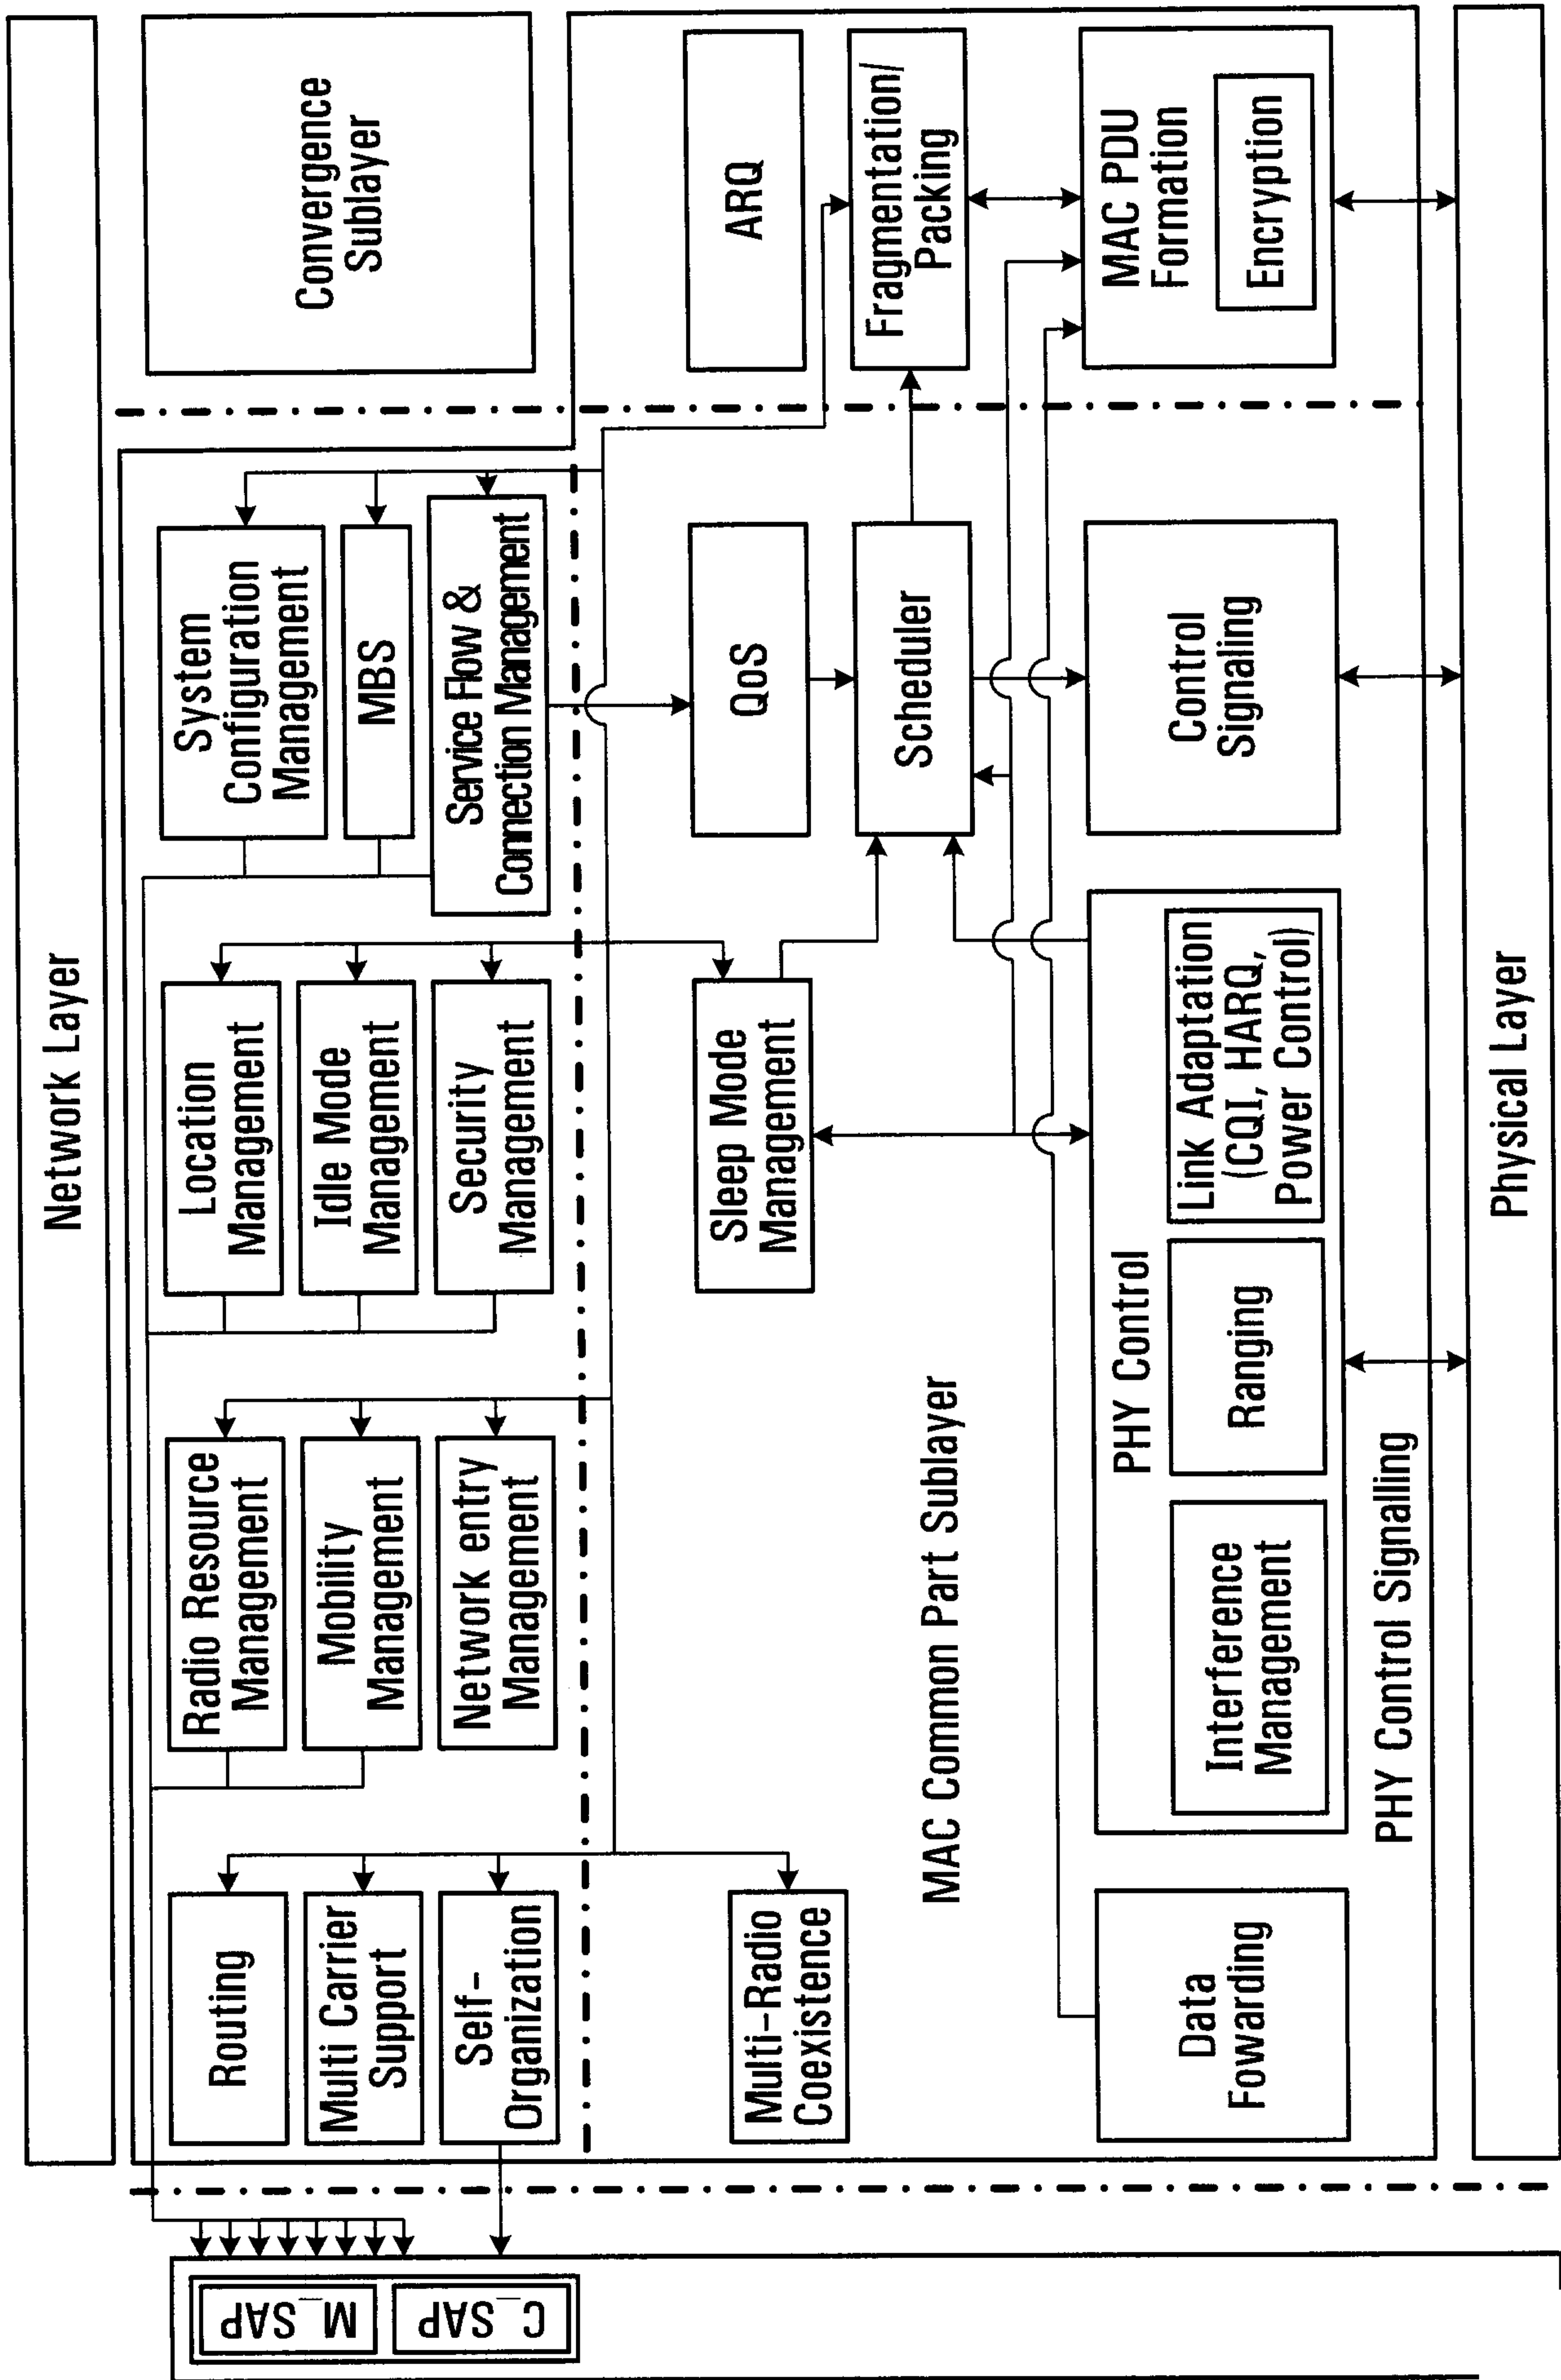 Network Layer
M_SAP
C_SAP
Routing
Multi Carrier
Support
Self-
Organization
Radio Resource
Management
Mobility
Management
Network entry
Management
Location
Management
Idle Mode
Management
Security
Management
System
Configuration
Management
MBS
Service Flow &
Connection Management
Convergence
Sublayer
Multi-Radio
Coexistence
Sleep Mode
Management
QoS
ARQ
MAC Common Part Sublayer
Scheduler
Fragmentation/
Packing
Data
Fowarding
PHY Control
Interference
Management
Ranging
Link Adaptation
(CQI, HARQ,
Power Control)
Control
Signaling
MAC PDU
Formation
Encryption
PHY Control Signalling
Physical Layer